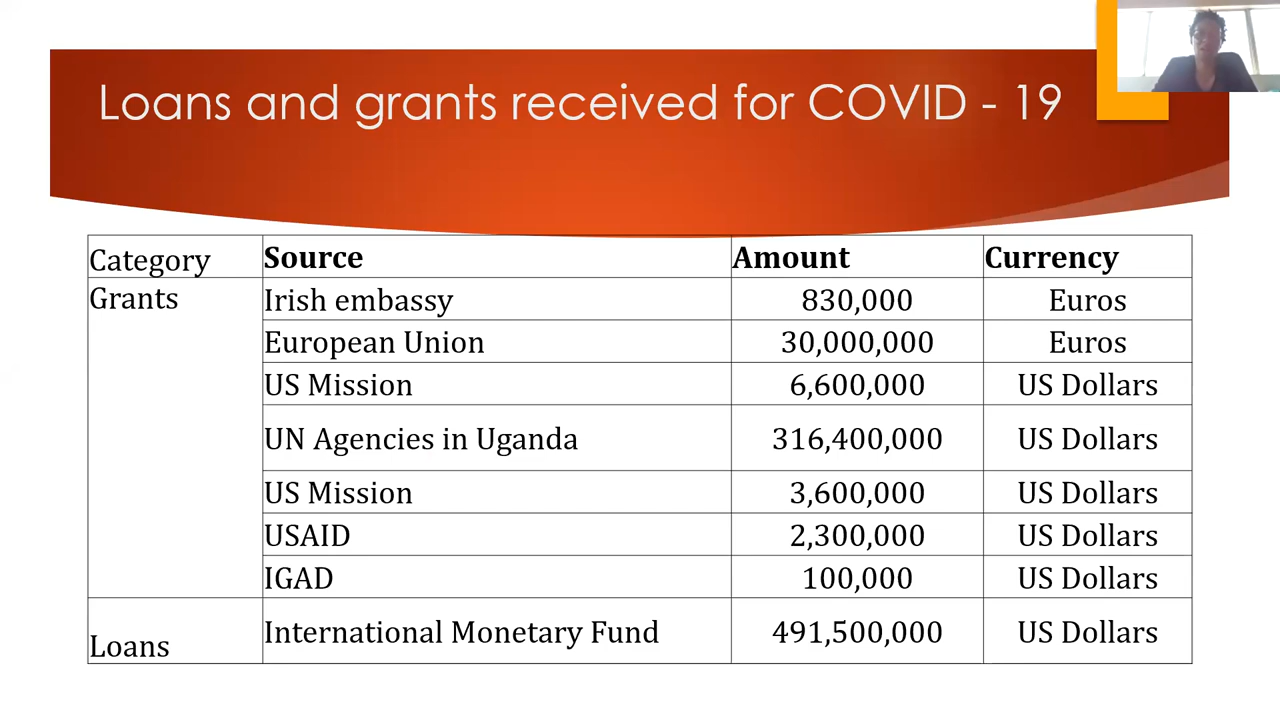 Loans and grants received for COVID - 19
Category Source Amount Currency
Grants Irish embassy 830,000 Euros
European Union 30,000,000 Euros
US Mission 6,600,000 US Dollars
UN Agencies in Uganda 316,400,000 US Dollars
US Mission 3,600,000 US Dollars
USAID 2,300,000 US Dollars
IGAD 100,000 US Dollars
Loans International Monetary Fund 491,500,000 US Dollars